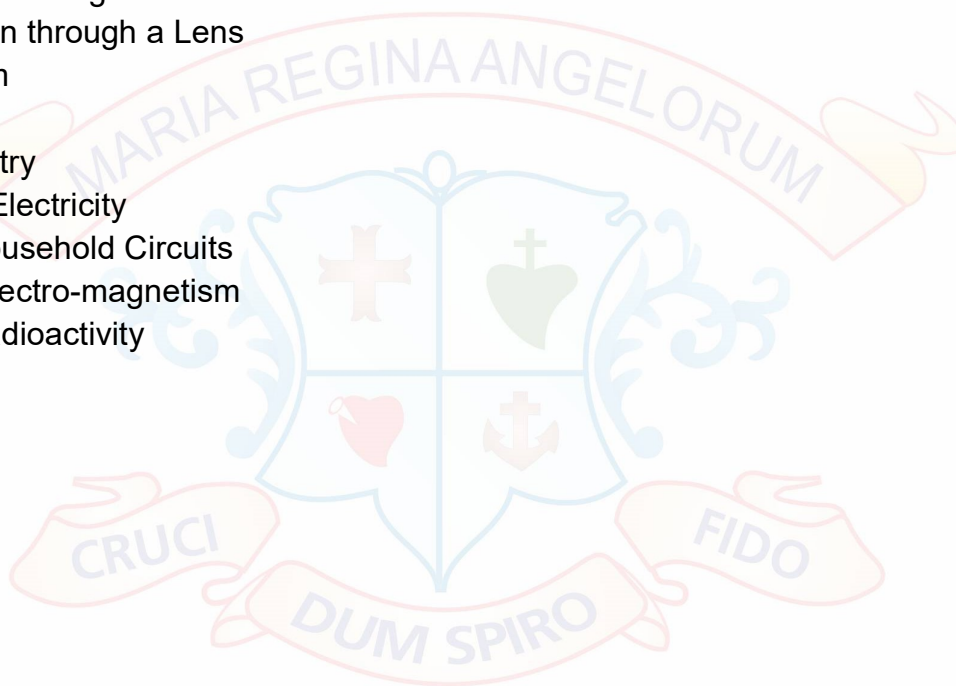 n through a Lens
MARIA REGINA ANGELORUM
try
Electricity
usehold Circuits
ectro-magnetism
dioactivity
CRUCI
FIDO
DUM SPIRO